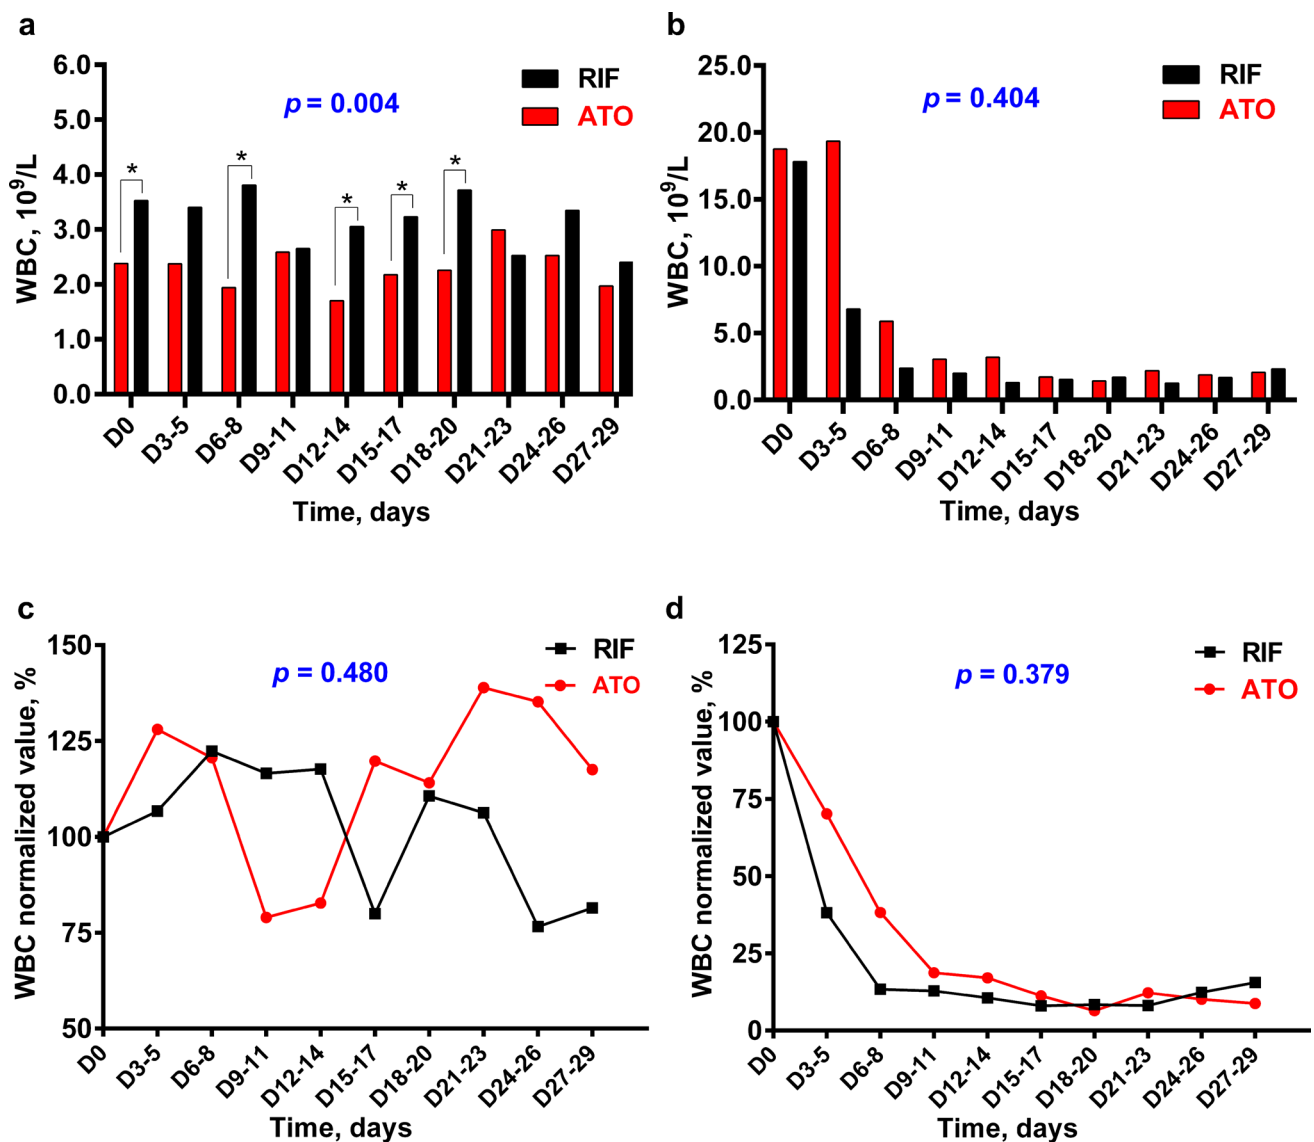 a
6.0
5.0
4.0
3.0
2.0
1.0
0.0
WBC, 10⁹/L
p = 0.004
RIF
ATO
*
*
*
*
*
D0
D3-5
D6-8
D9-11
D12-14
D15-17
D18-20
D21-23
D24-26
D27-29
Time, days
b
25.0
20.0
15.0
10.0
5.0
0.0
WBC, 10⁹/L
p = 0.404
RIF
ATO
D0
D3-5
D6-8
D9-11
D12-14
D15-17
D18-20
D21-23
D24-26
D27-29
Time, days
c
150
125
100
75
50
WBC normalized value, %
p = 0.480
RIF
ATO
D0
D3-5
D6-8
D9-11
D12-14
D15-17
D18-20
D21-23
D24-26
D27-29
Time, days
d
125
100
75
50
25
0
WBC normalized value, %
p = 0.379
RIF
ATO
D0
D3-5
D6-8
D9-11
D12-14
D15-17
D18-20
D21-23
D24-26
D27-29
Time, days